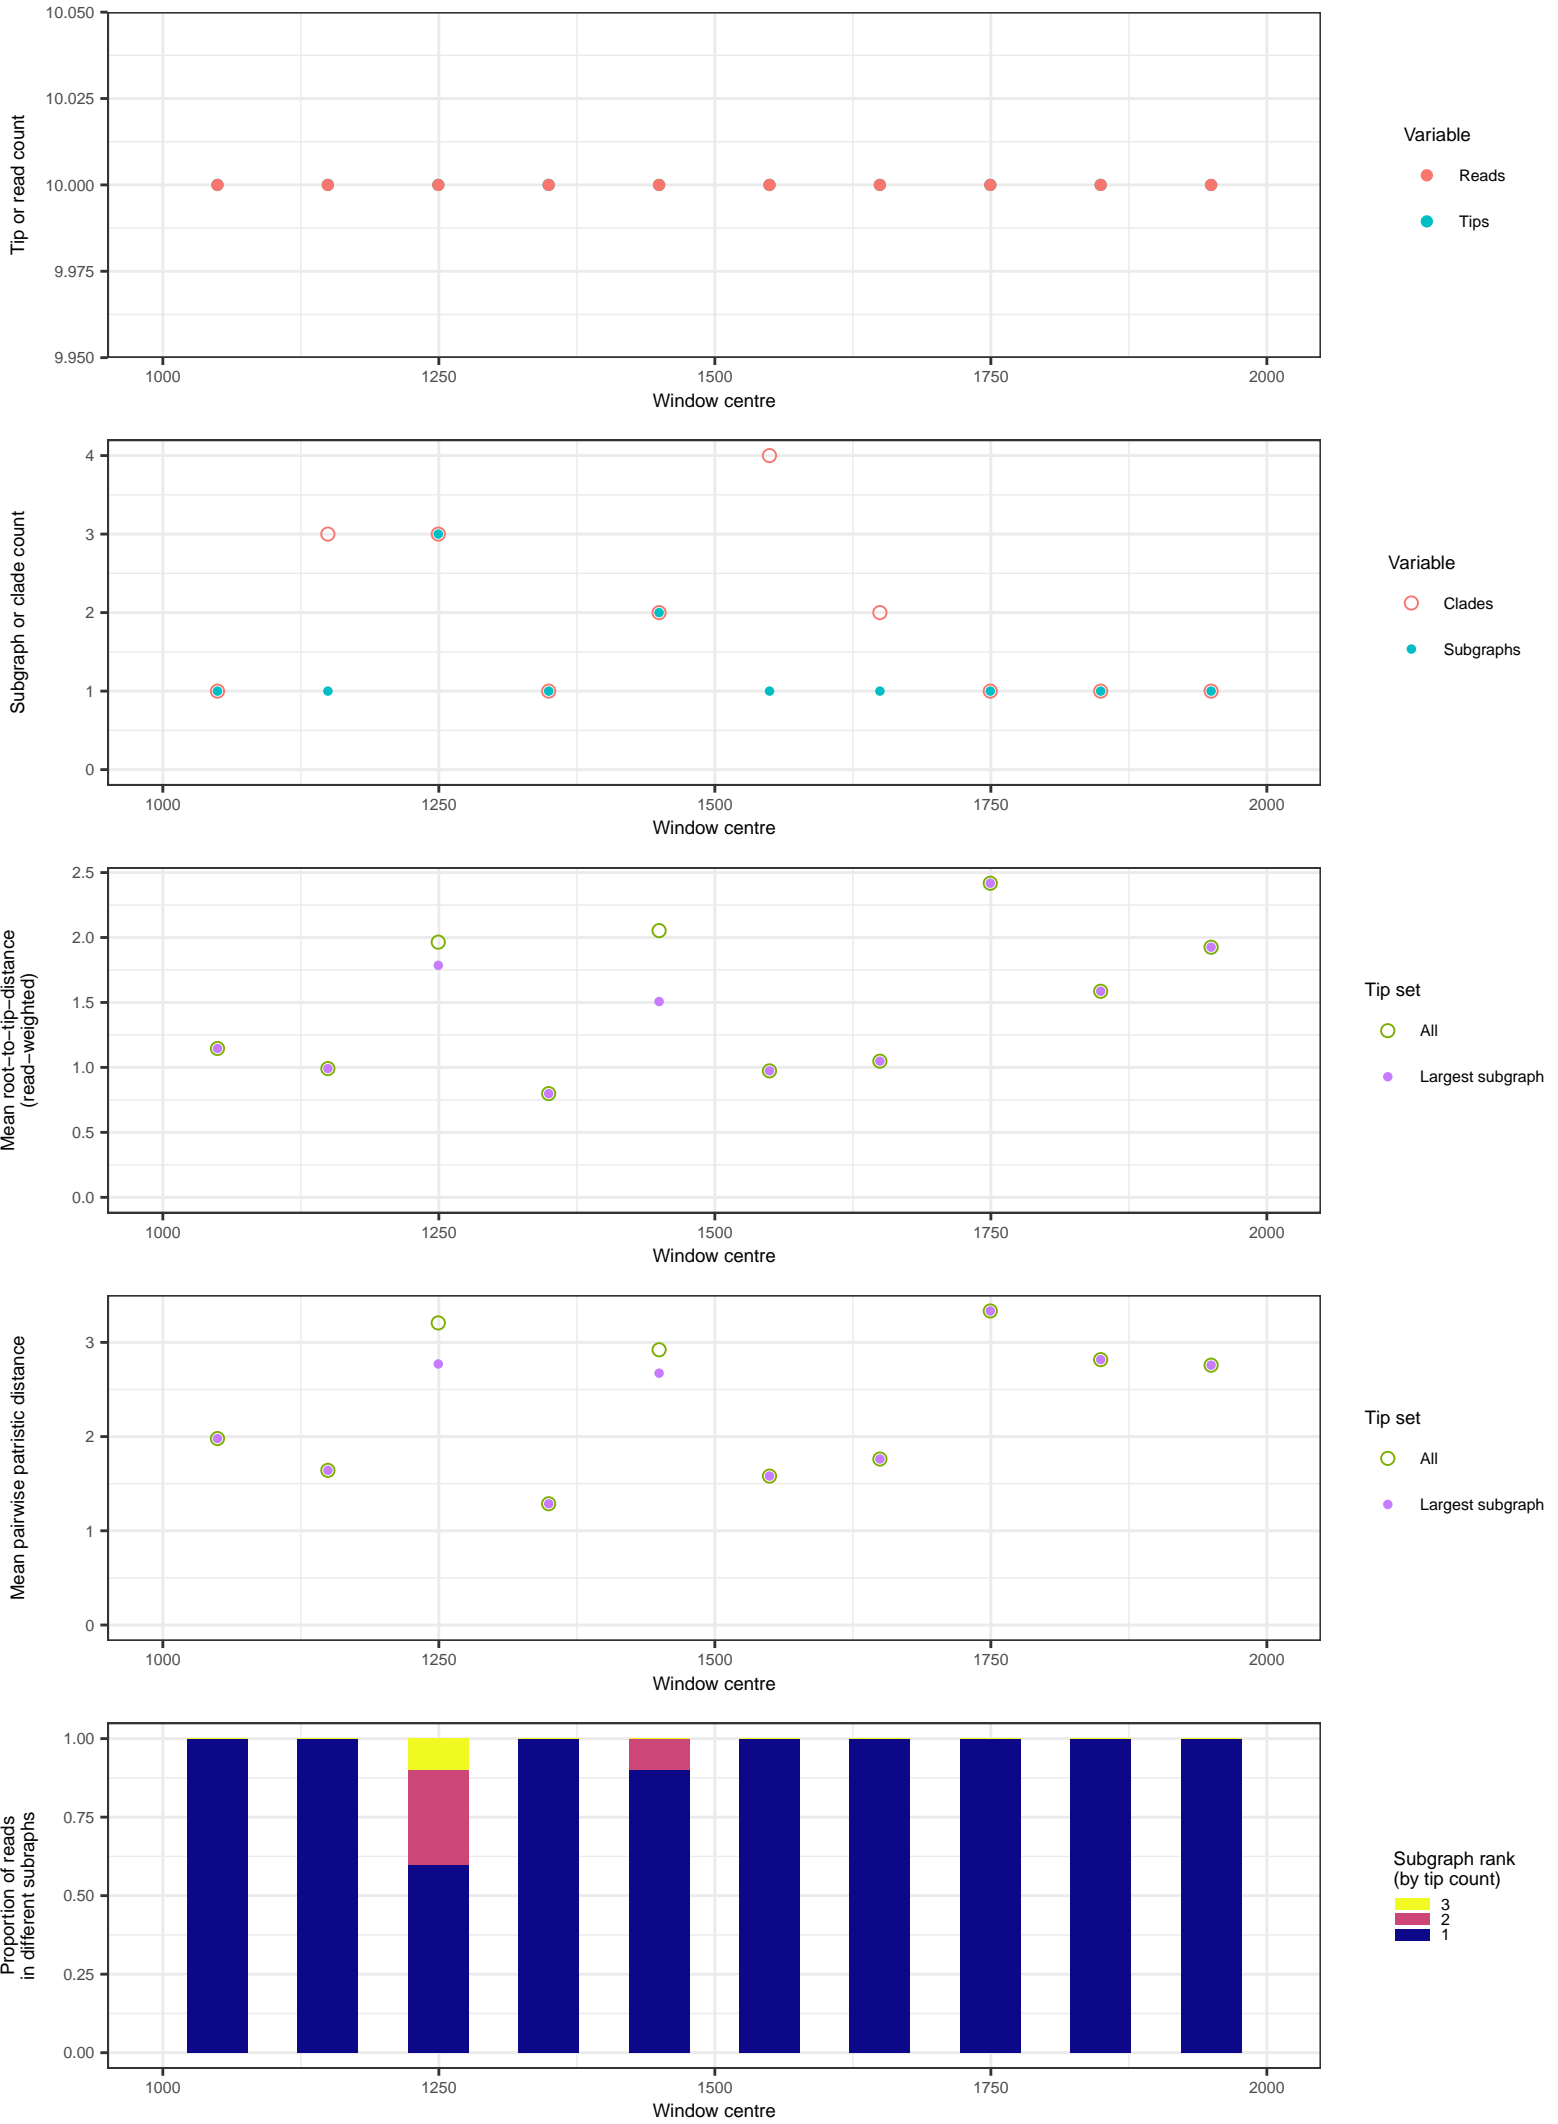 10.050
10.025
10.000
9.975
9.950
Tip or read count
1000 1250 1500 1750 2000
Window centre
Variable
Reads
Tips
4
3
2
1
0
Subgraph or clade count
1000 1250 1500 1750 2000
Window centre
Variable
Clades
Subgraphs
2.5
2.0
1.5
1.0
0.5
0.0
Mean root−to−tip−distance
(read−weighted)
1000 1250 1500 1750 2000
Window centre
Tip set
All
Largest subgraph
3
2
1
0
Mean pairwise patristic distance
1000 1250 1500 1750 2000
Window centre
Tip set
All
Largest subgraph
1.00
0.75
0.50
0.25
0.00
Proportion of reads
in different subraphs
1000 1250 1500 1750 2000
Window centre
Subgraph rank
(by tip count)
3
2
1